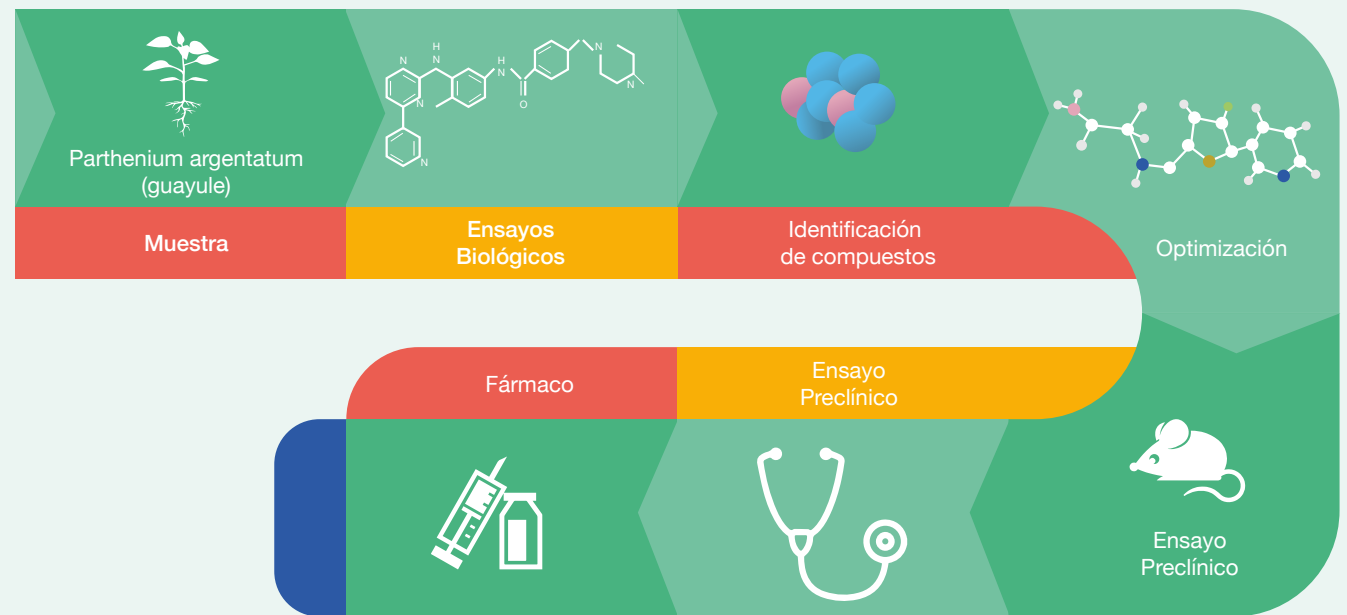 Parthenium argentatum
(guayule)
Muestra
H
N
N
N
N
H
N
O
N
N
Ensayos
Biológicos
Identificación
de compuestos
Optimización
Ensayo
Preclínico
Ensayo
Preclínico
Fármaco